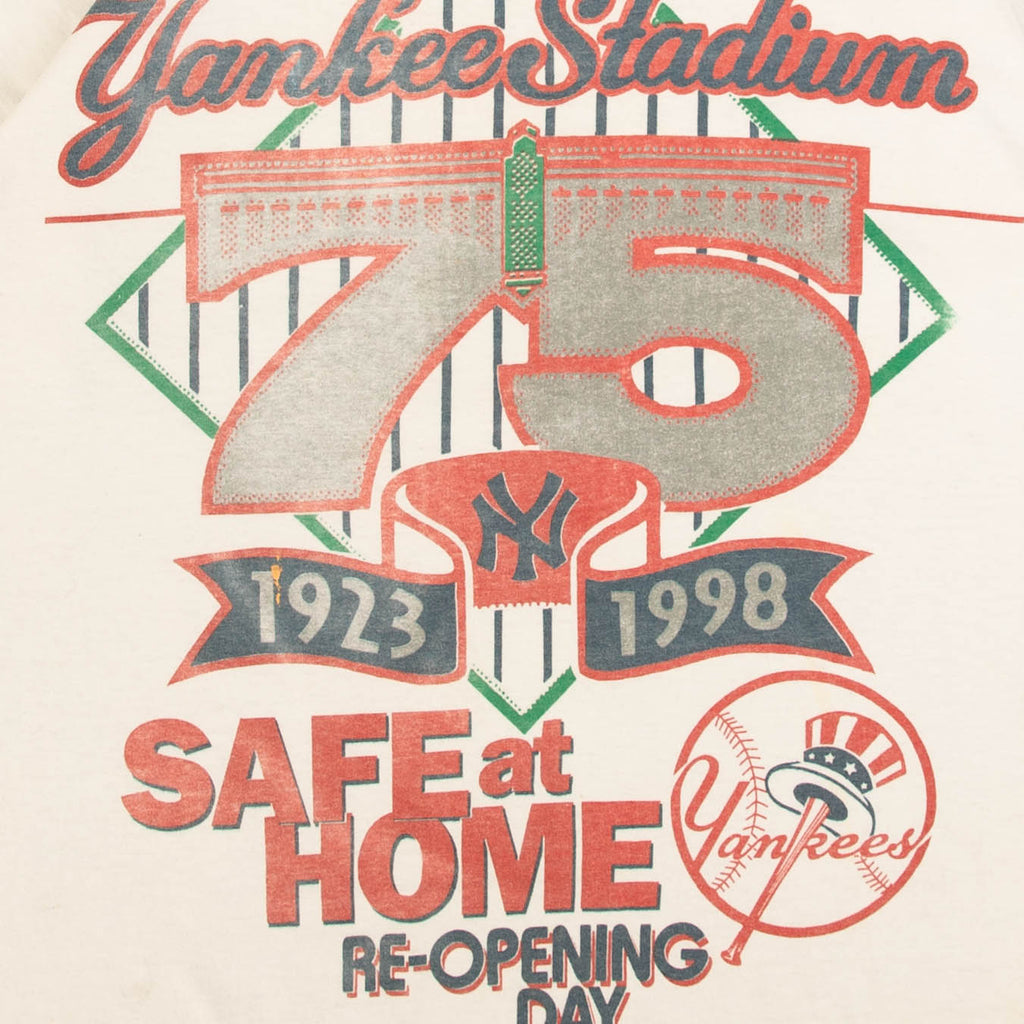 Yankee Stadium
75
NY
1923 1998
SAFE at
HOME
Yankees
RE-OPENING
DAY